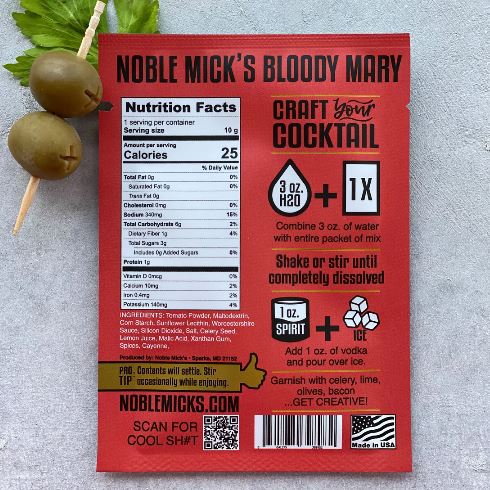 NOBLE MICK'S BLOODY MARY
Nutrition Facts
1 serving per container
Serving size 10 g
Amount per serving
Calories 25
% Daily Value
Total Fat 0g 0%
Saturated Fat 0g 0%
Trans Fat 0g
Cholesterol 0mg 0%
Sodium 340mg 15%
Total Carbohydrate 6g 2%
Dietary Fiber 1g 4%
Total Sugars 3g
Includes 0g Added Sugars 0%
Protein 1g
Vitamin D 0mcg 0%
Calcium 10mg 2%
Iron 0.4mg 2%
Potassium 140mg 4%
INGREDIENTS: Tomato Powder, Maltodextrin,
Corn Starch, Sunflower Lecithin, Worcestershire
Sauce, Silicon Dioxide, Salt, Celery Seed,
Lemon Juice, Malic Acid, Xanthan Gum,
Spices, Cayenne.
Produced by: Noble Mick's - Sparks, MD 21152
PRO TIP
Contents will settle. Stir
occasionally while enjoying.
NOBLEMICKS.COM
SCAN FOR
COOL SH#T
CRAFT your
COCKTAIL
3 oz.
H20
+
1X
Combine 3 oz. of water
with entire packet of mix
Shake or stir until
completely dissolved
1 oz.
SPIRIT
+
ICE
Add 1 oz. of vodka
and pour over ice.
Garnish with celery, lime,
olives, bacon
...GET CREATIVE!
Made in USA